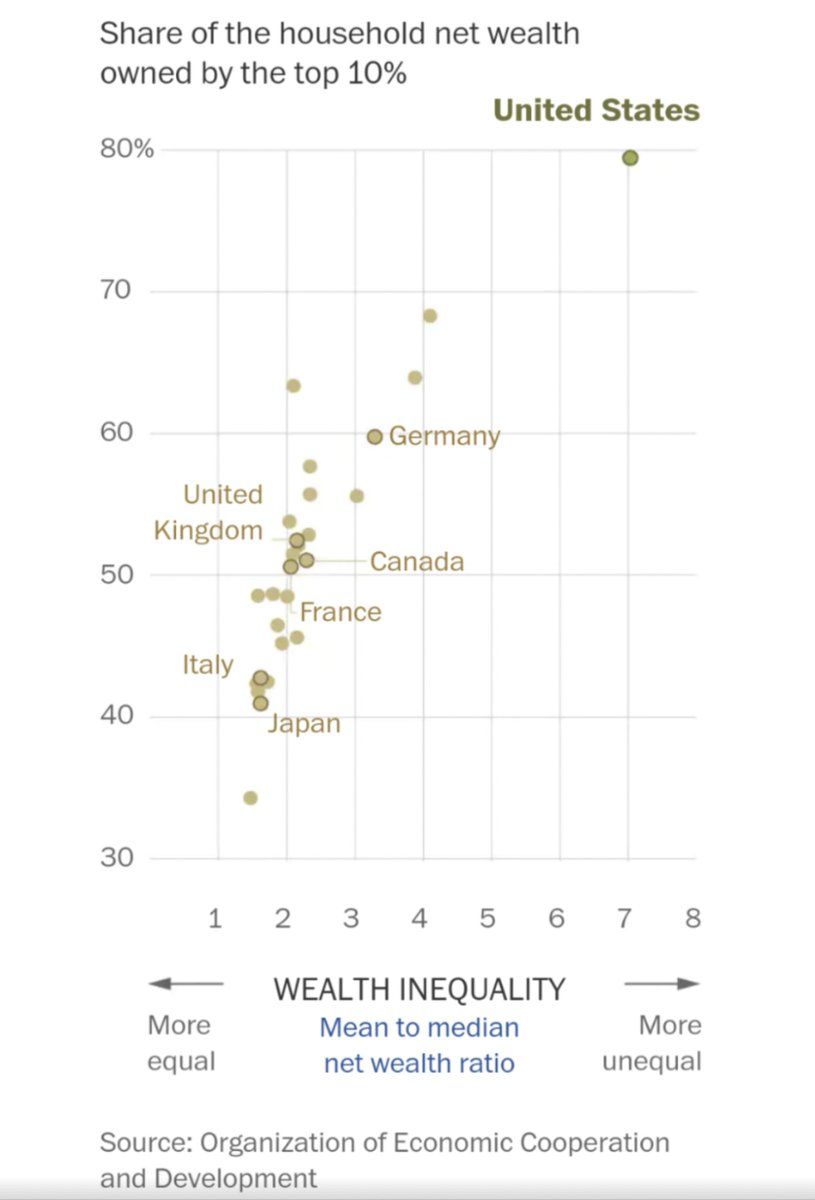 Share of the household net wealth
owned by the top 10%
United States
80%
70
60
Germany
United
Kingdom
50
Canada
France
Italy
40
Japan
30
1 2 3 4 5 6 7 8
WEALTH INEQUALITY
More
equal
Mean to median
net wealth ratio
More
unequal
Source: Organization of Economic Cooperation
and Development